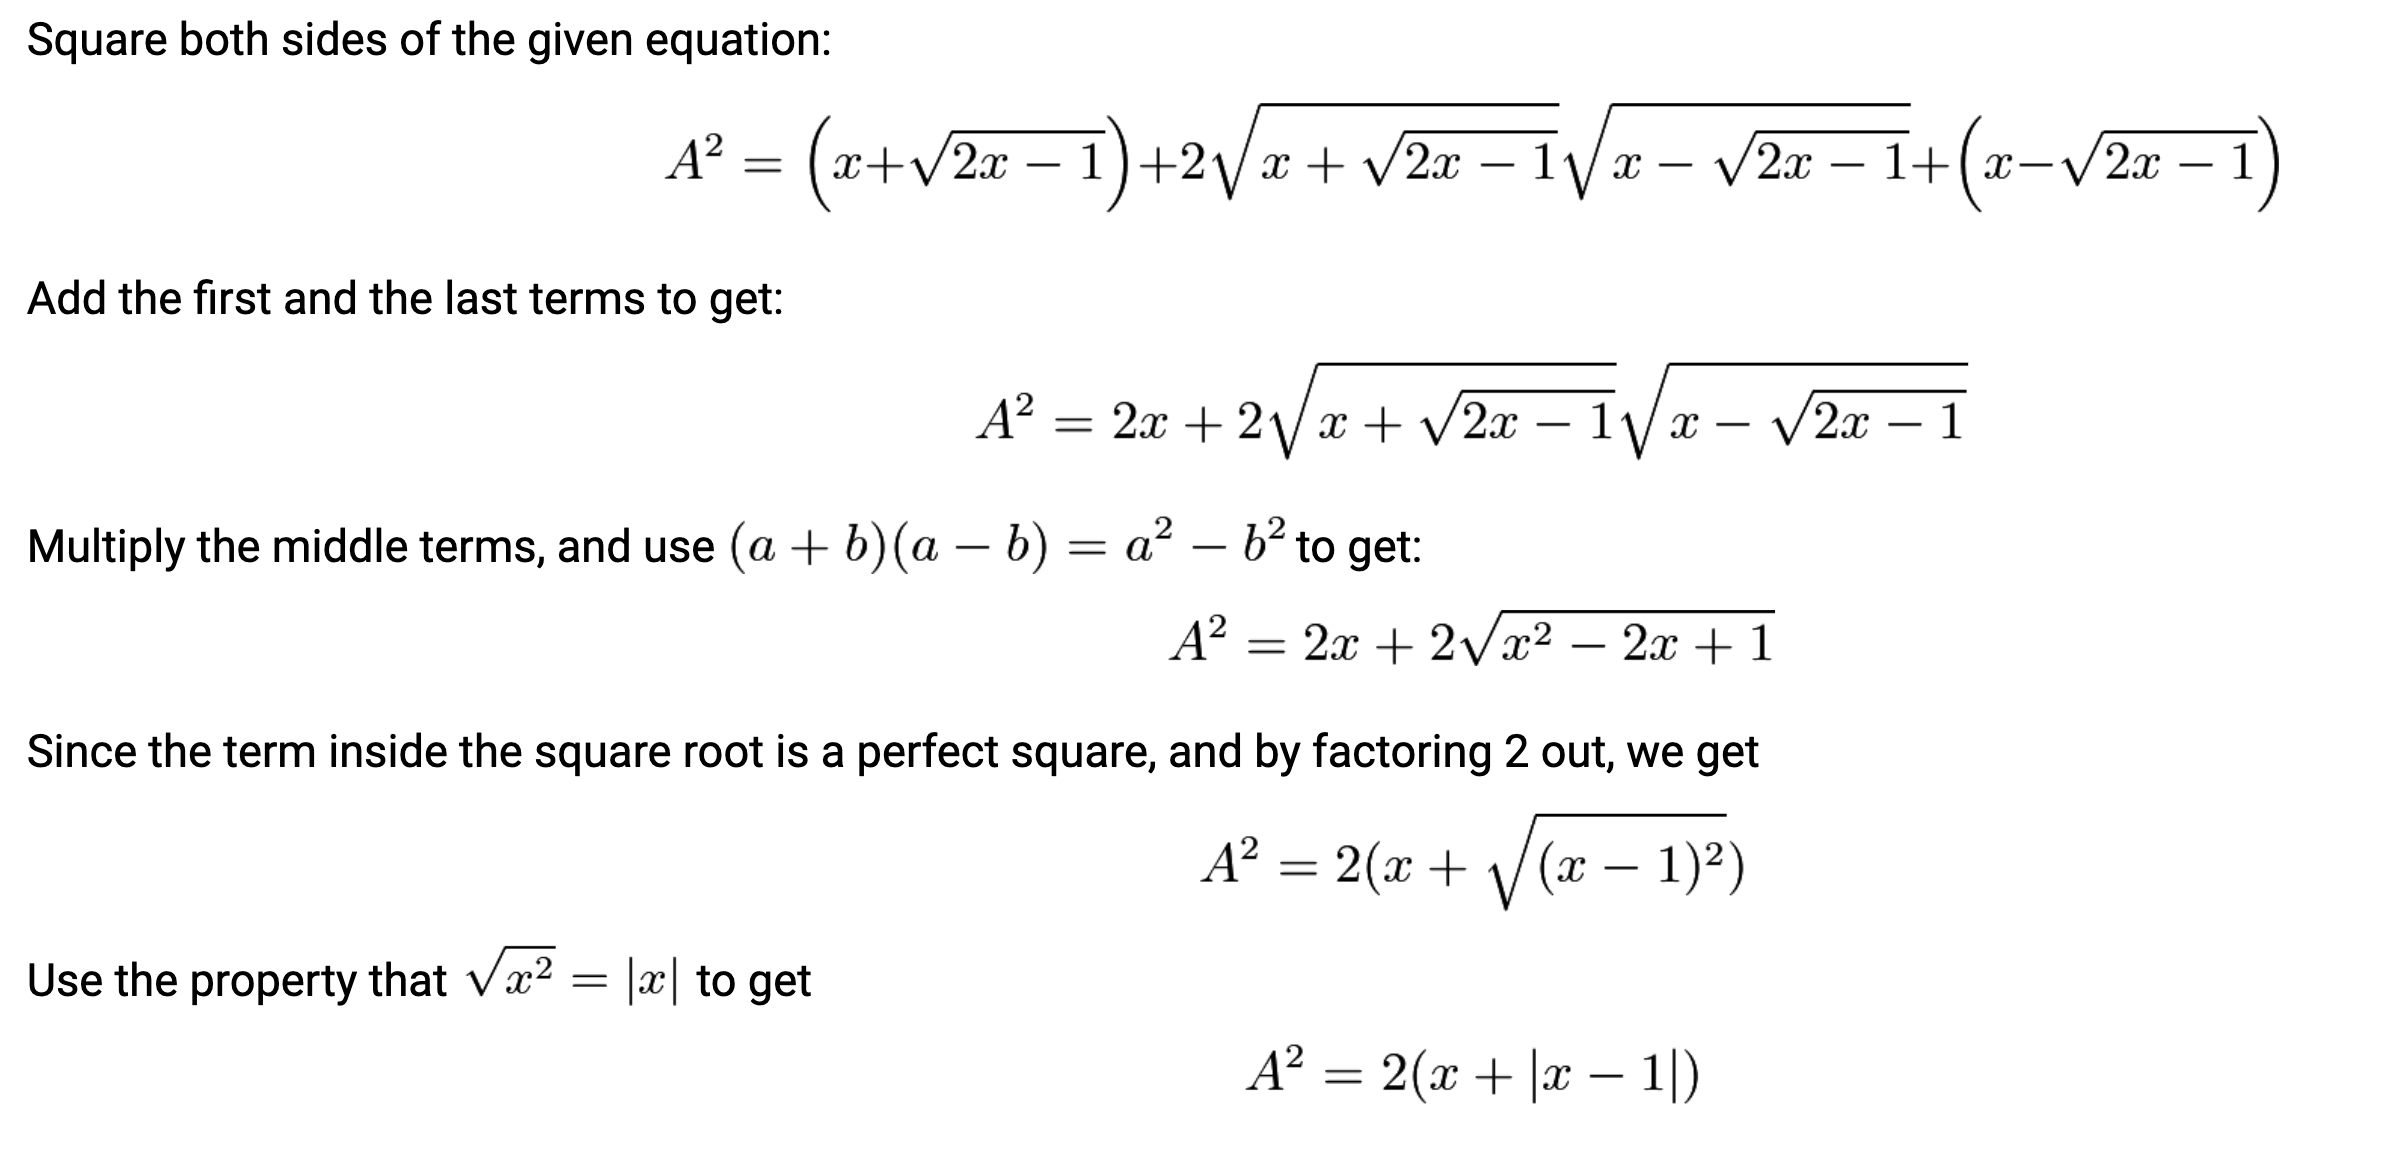 Square both sides of the given equation:
A² = (x+√(2x − 1))+2√(x + √(2x − 1))√(x − √(2x − 1))+(x−√(2x − 1))
Add the first and the last terms to get:
A² = 2x + 2√(x + √(2x − 1))√(x − √(2x − 1))
Multiply the middle terms, and use (a + b)(a − b) = a² − b² to get:
A² = 2x + 2√(x² − 2x + 1)
Since the term inside the square root is a perfect square, and by factoring 2 out, we get
A² = 2(x + √((x − 1)²))
Use the property that √(x²) = |x| to get
A² = 2(x + |x − 1|)